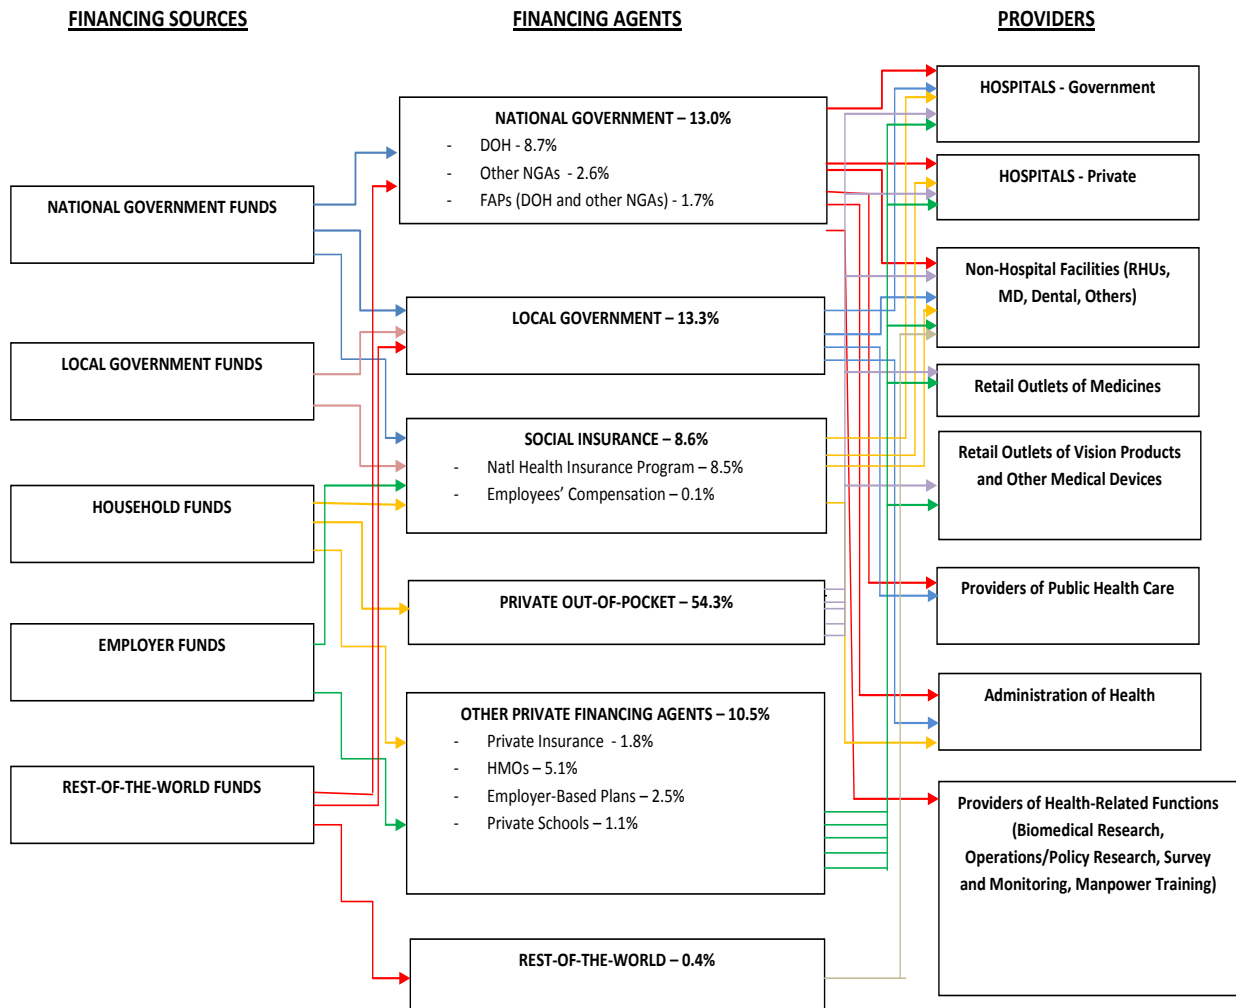 FINANCING SOURCES
FINANCING AGENTS
PROVIDERS
NATIONAL GOVERNMENT FUNDS
LOCAL GOVERNMENT FUNDS
HOUSEHOLD FUNDS
EMPLOYER FUNDS
REST-OF-THE-WORLD FUNDS
NATIONAL GOVERNMENT – 13.0%
- DOH - 8.7%
- Other NGAs - 2.6%
- FAPs (DOH and other NGAs) - 1.7%
LOCAL GOVERNMENT – 13.3%
SOCIAL INSURANCE – 8.6%
- Natl Health Insurance Program – 8.5%
- Employees’ Compensation – 0.1%
PRIVATE OUT-OF-POCKET – 54.3%
OTHER PRIVATE FINANCING AGENTS – 10.5%
- Private Insurance - 1.8%
- HMOs – 5.1%
- Employer-Based Plans – 2.5%
- Private Schools – 1.1%
REST-OF-THE-WORLD – 0.4%
HOSPITALS - Government
HOSPITALS - Private
Non-Hospital Facilities (RHUs,
MD, Dental, Others)
Retail Outlets of Medicines
Retail Outlets of Vision Products
and Other Medical Devices
Providers of Public Health Care
Administration of Health
Providers of Health-Related Functions
(Biomedical Research,
Operations/Policy Research, Survey
and Monitoring, Manpower Training)